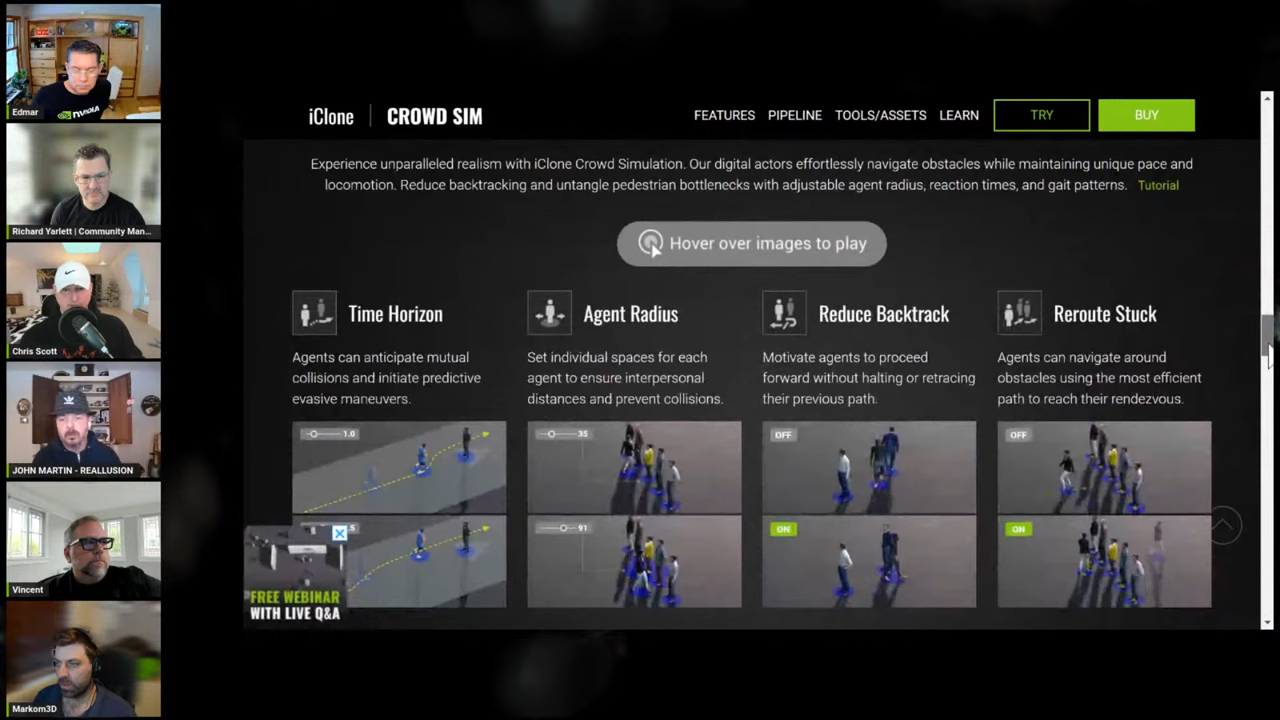 Edmar
nVIDIA
Richard Yarlett | Community Man...
Chris Scott
JOHN MARTIN - REALLUSION
Vincent
Markom3D
iClone | CROWD SIM
FEATURES PIPELINE TOOLS/ASSETS LEARN TRY BUY
Experience unparalleled realism with iClone Crowd Simulation. Our digital actors effortlessly navigate obstacles while maintaining unique pace and
locomotion. Reduce backtracking and untangle pedestrian bottlenecks with adjustable agent radius, reaction times, and gait patterns. Tutorial
Hover over images to play
Time Horizon
Agents can anticipate mutual
collisions and initiate predictive
evasive maneuvers.
1.0
.5
Agent Radius
Set individual spaces for each
agent to ensure interpersonal
distances and prevent collisions.
35
91
Reduce Backtrack
Motivate agents to proceed
forward without halting or retracing
their previous path.
OFF
ON
Reroute Stuck
Agents can navigate around
obstacles using the most efficient
path to reach their rendezvous.
OFF
ON
FREE WEBINAR
WITH LIVE Q&A